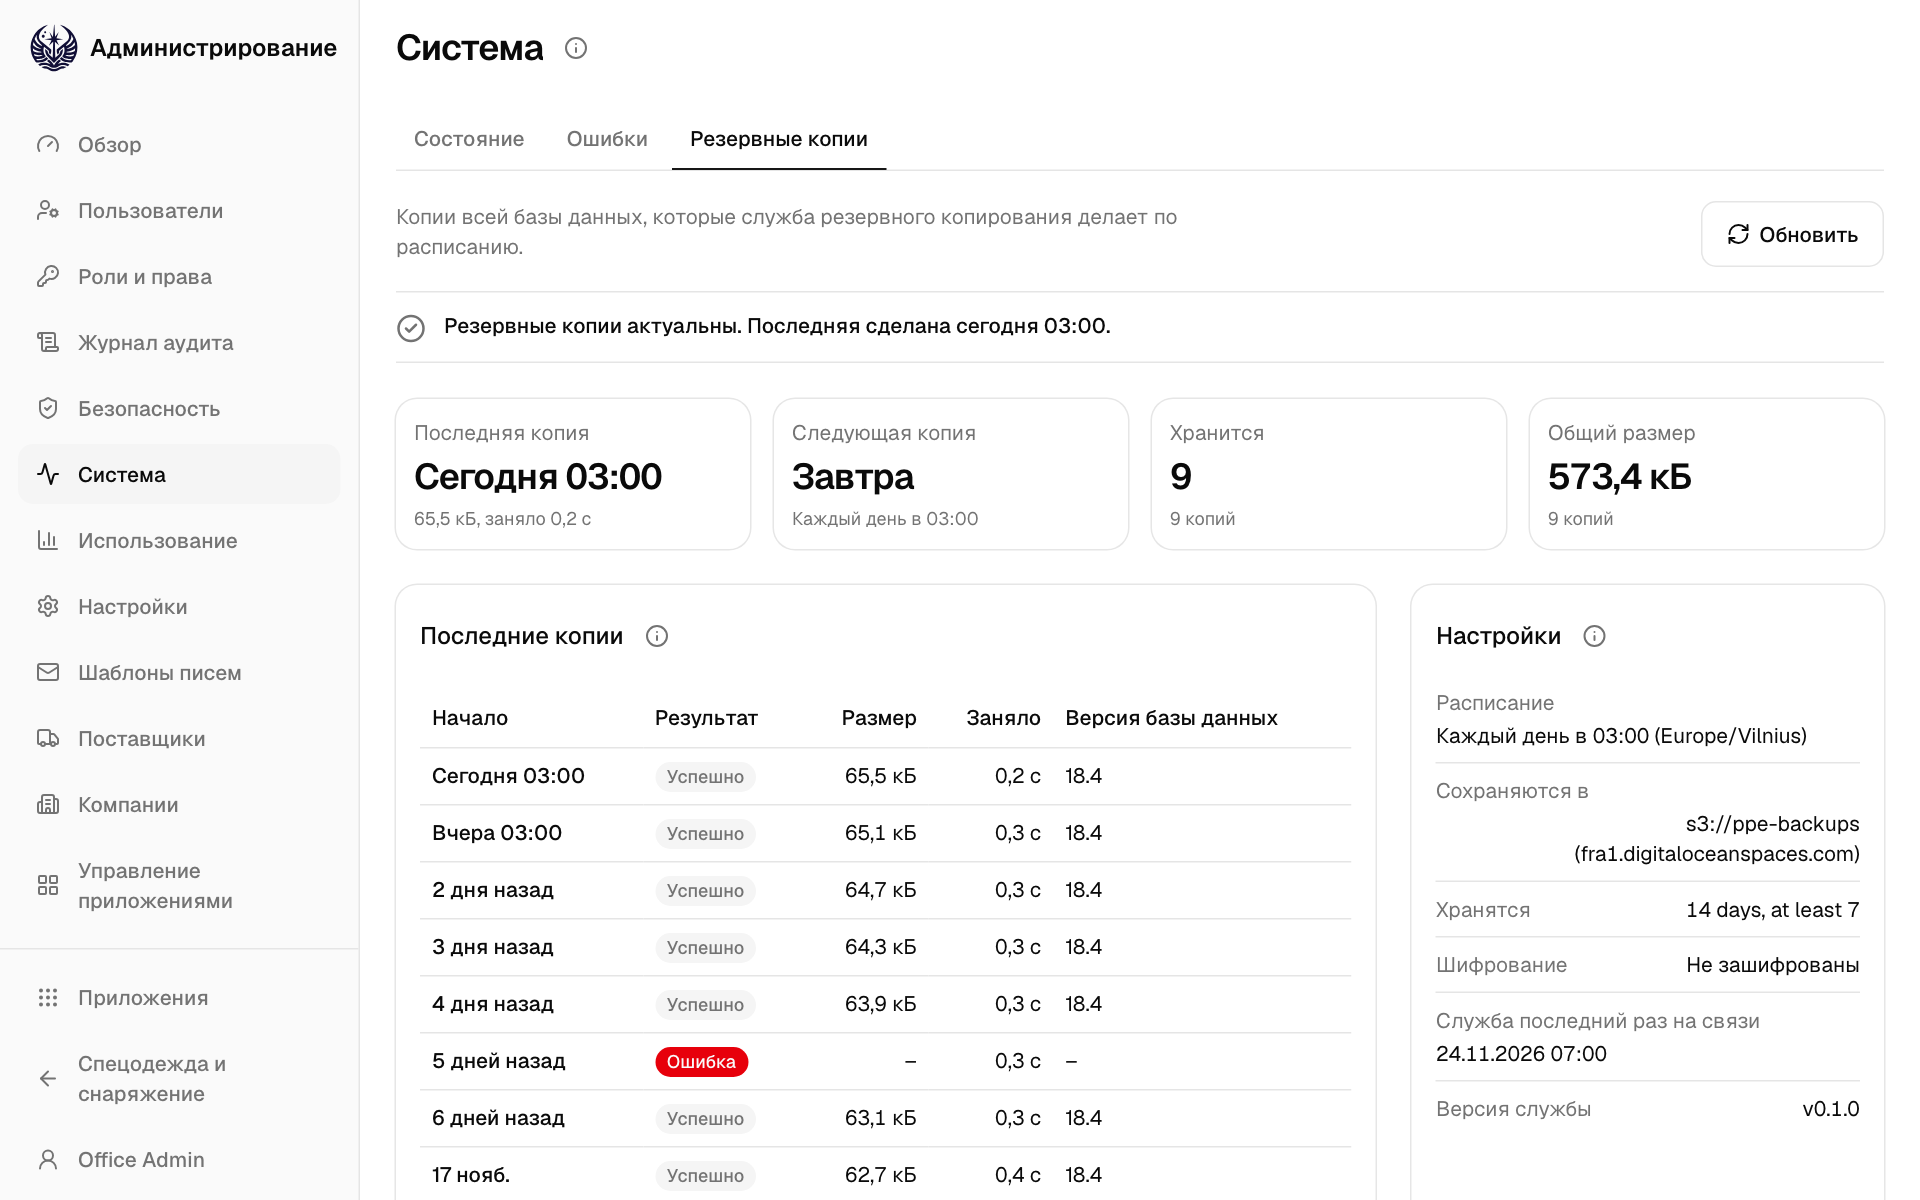 Администрирование
Обзор
Пользователи
Роли и права
Журнал аудита
Безопасность
Система
Использование
Настройки
Шаблоны писем
Поставщики
Компании
Управление
приложениями
Приложения
Спецодежда и
снаряжение
Office Admin
Система
Состояние
Ошибки
Резервные копии
Копии всей базы данных, которые служба резервного копирования делает по
расписанию.
Обновить
Резервные копии актуальны. Последняя сделана сегодня 03:00.
Последняя копия
Сегодня 03:00
65,5 кБ, заняло 0,2 с
Следующая копия
Завтра
Каждый день в 03:00
Хранится
9
9 копий
Общий размер
573,4 кБ
9 копий
Последние копии
Начало Результат Размер Заняло Версия базы данных
Сегодня 03:00 Успешно 65,5 кБ 0,2 с 18.4
Вчера 03:00 Успешно 65,1 кБ 0,3 с 18.4
2 дня назад Успешно 64,7 кБ 0,3 с 18.4
3 дня назад Успешно 64,3 кБ 0,3 с 18.4
4 дня назад Успешно 63,9 кБ 0,3 с 18.4
5 дней назад Ошибка – 0,3 с –
6 дней назад Успешно 63,1 кБ 0,3 с 18.4
17 нояб. Успешно 62,7 кБ 0,4 с 18.4
Настройки
Расписание
Каждый день в 03:00 (Europe/Vilnius)
Сохраняются в
s3://ppe-backups
(fra1.digitaloceanspaces.com)
Хранятся 14 days, at least 7
Шифрование Не зашифрованы
Служба последний раз на связи
24.11.2026 07:00
Версия службы v0.1.0